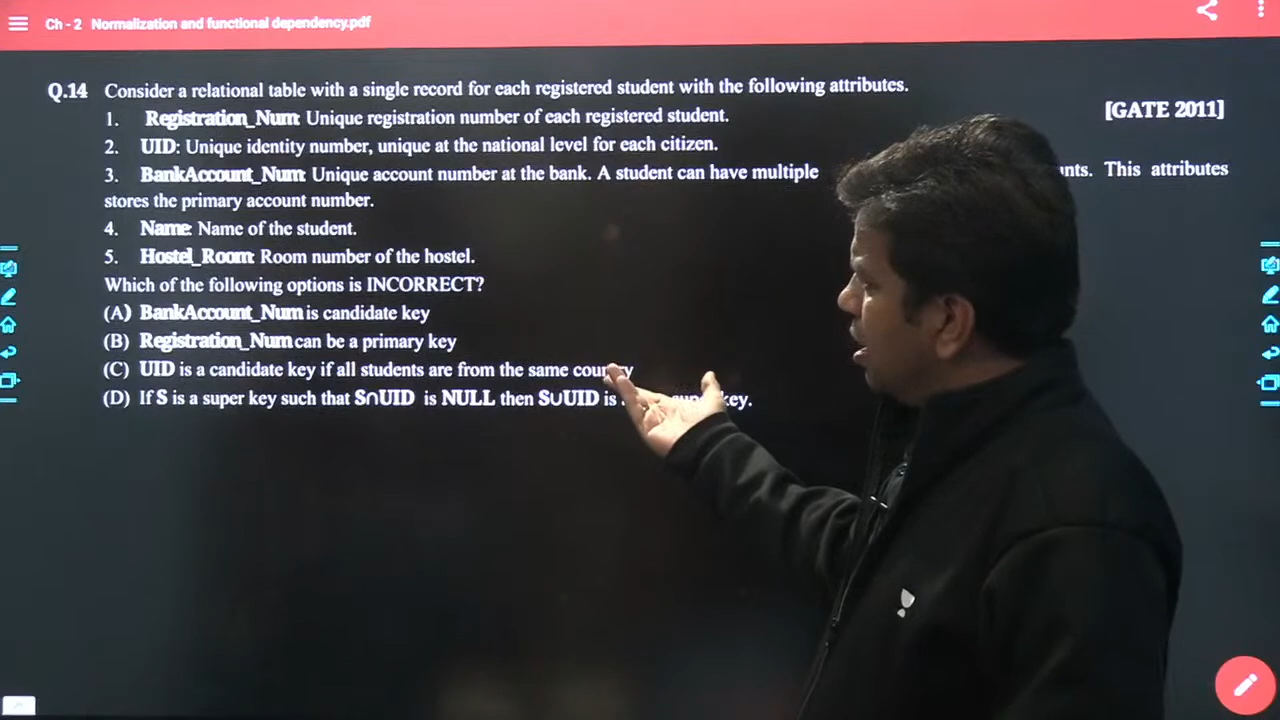 Ch - 2 Normalization and functional dependency.pdf
Q.14 Consider a relational table with a single record for each registered student with the following attributes.
[GATE 2011]
1. Registration_Num: Unique registration number of each registered student.
2. UID: Unique identity number, unique at the national level for each citizen.
3. BankAccount_Num: Unique account number at the bank. A student can have multiple This attributes
stores the primary account number.
4. Name: Name of the student.
5. Hostel_Room: Room number of the hostel.
Which of the following options is INCORRECT?
(A) BankAccount_Num is candidate key
(B) Registration_Num can be a primary key
(C) UID is a candidate key if all students are from the same country
(D) If S is a super key such that S∩UID is NULL then S∪UID is key.